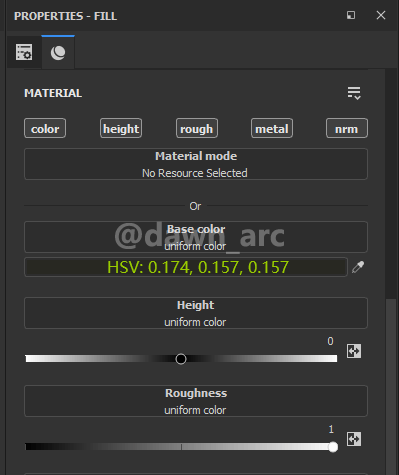 PROPERTIES - FILL
MATERIAL
color height rough metal nrm
Material mode
No Resource Selected
Or
Base color
@dawn_arc
uniform color
HSV: 0.174, 0.157, 0.157
Height
uniform color
0
Roughness
uniform color
1